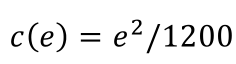 c(e) = e²/1200